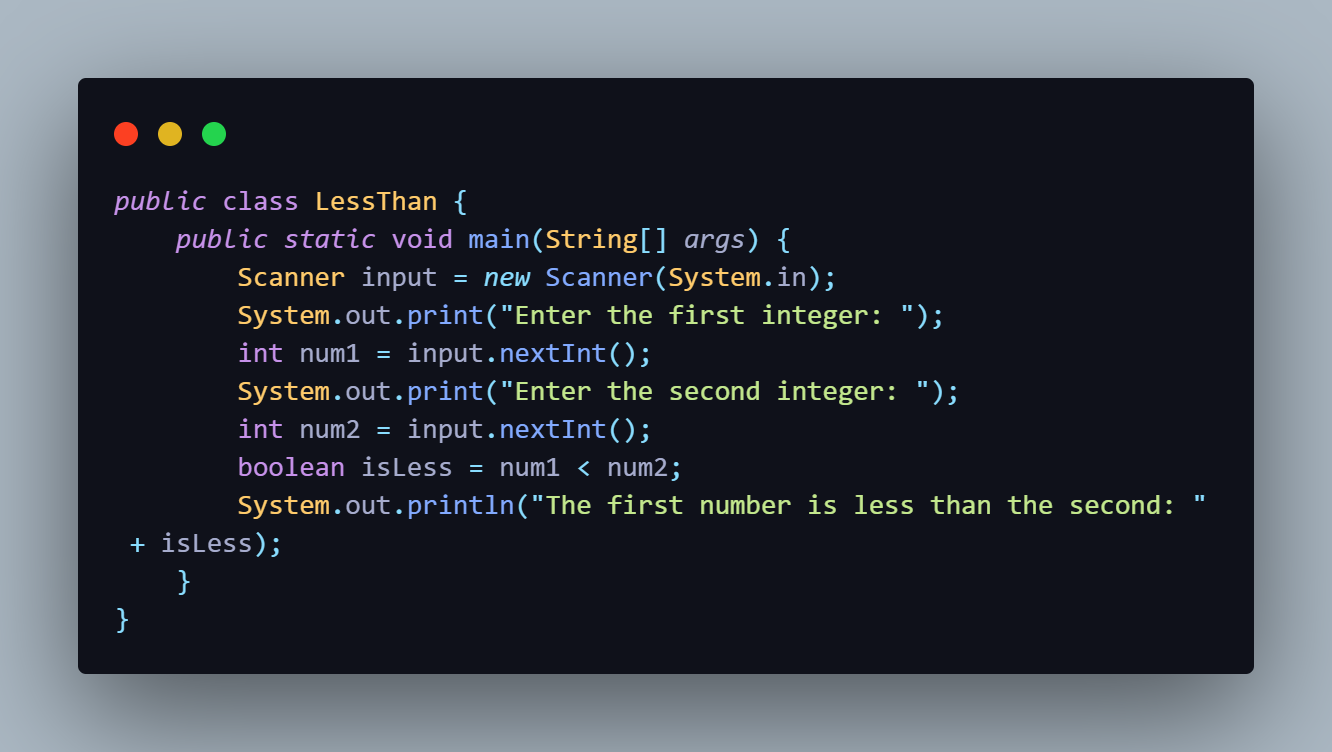 public class LessThan {
    public static void main(String[] args) {
        Scanner input = new Scanner(System.in);
        System.out.print("Enter the first integer: ");
        int num1 = input.nextInt();
        System.out.print("Enter the second integer: ");
        int num2 = input.nextInt();
        boolean isLess = num1 < num2;
        System.out.println("The first number is less than the second: "
 + isLess);
    }
}